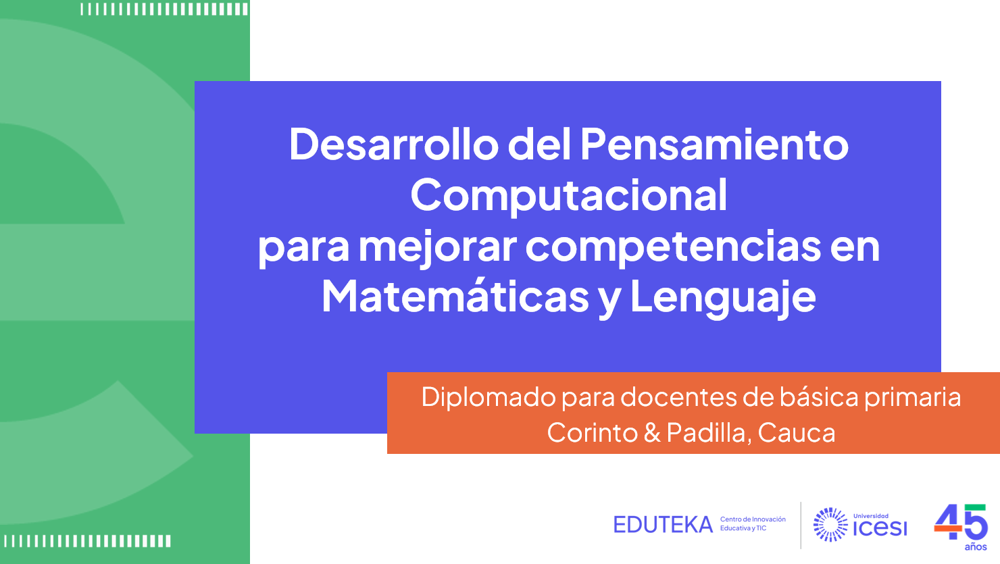 Desarrollo del Pensamiento
Computacional
para mejorar competencias en
Matemáticas y Lenguaje
Diplomado para docentes de básica primaria
Corinto & Padilla, Cauca
EDUTEKA
Centro de Innovación
Educativa y TIC
Universidad
icesi
45
años